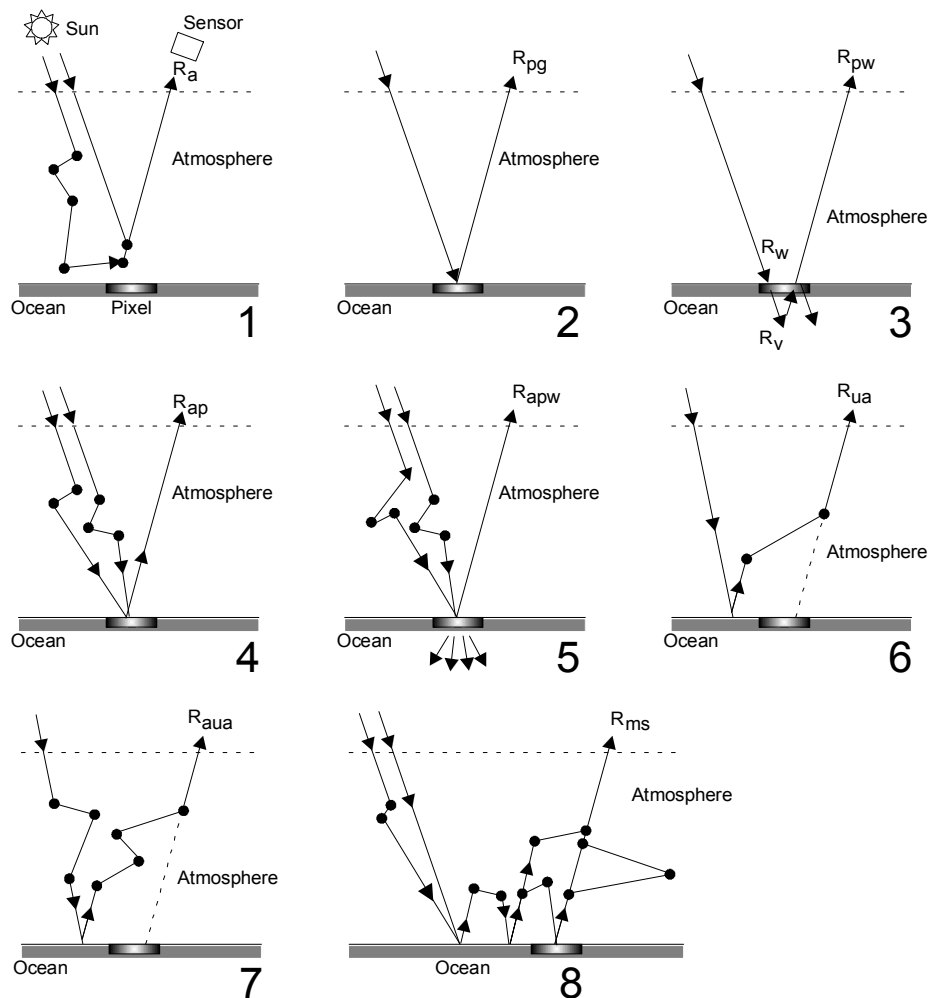 Sun
Sensor
Ra
Atmosphere
Ocean
Pixel
1
Rpg
Atmosphere
Ocean
2
Rpw
Atmosphere
Rw
Ocean
Rv
3
Rap
Atmosphere
Ocean
4
Rapw
Atmosphere
Ocean
5
Rua
Atmosphere
Ocean
6
Raua
Atmosphere
Ocean
7
Rms
Atmosphere
Ocean
8